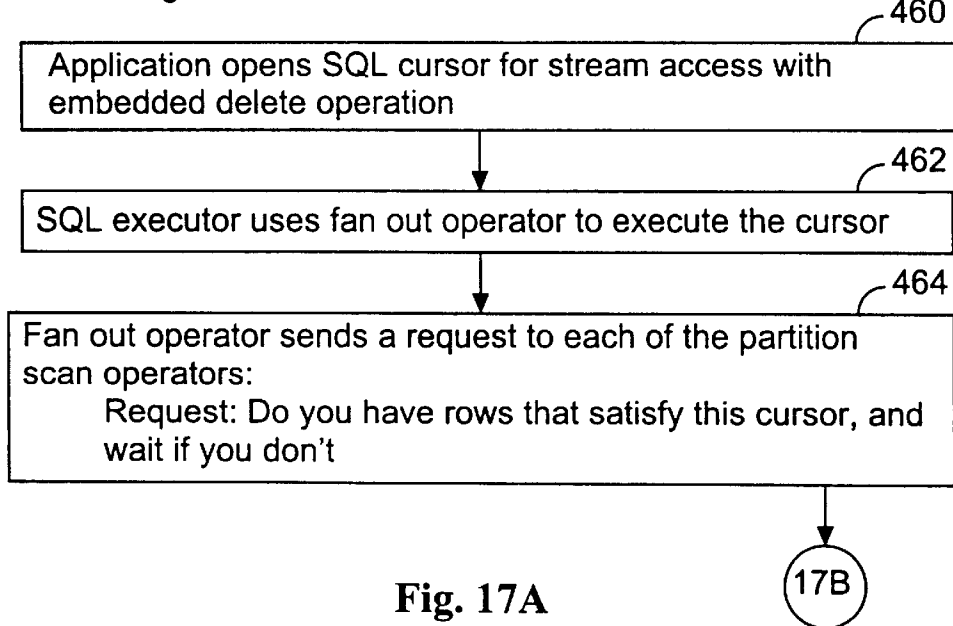 460
Application opens SQL cursor for stream access with
embedded delete operation
462
SQL executor uses fan out operator to execute the cursor
464
Fan out operator sends a request to each of the partition
scan operators:
Request: Do you have rows that satisfy this cursor, and
wait if you don't
17B
Fig. 17A